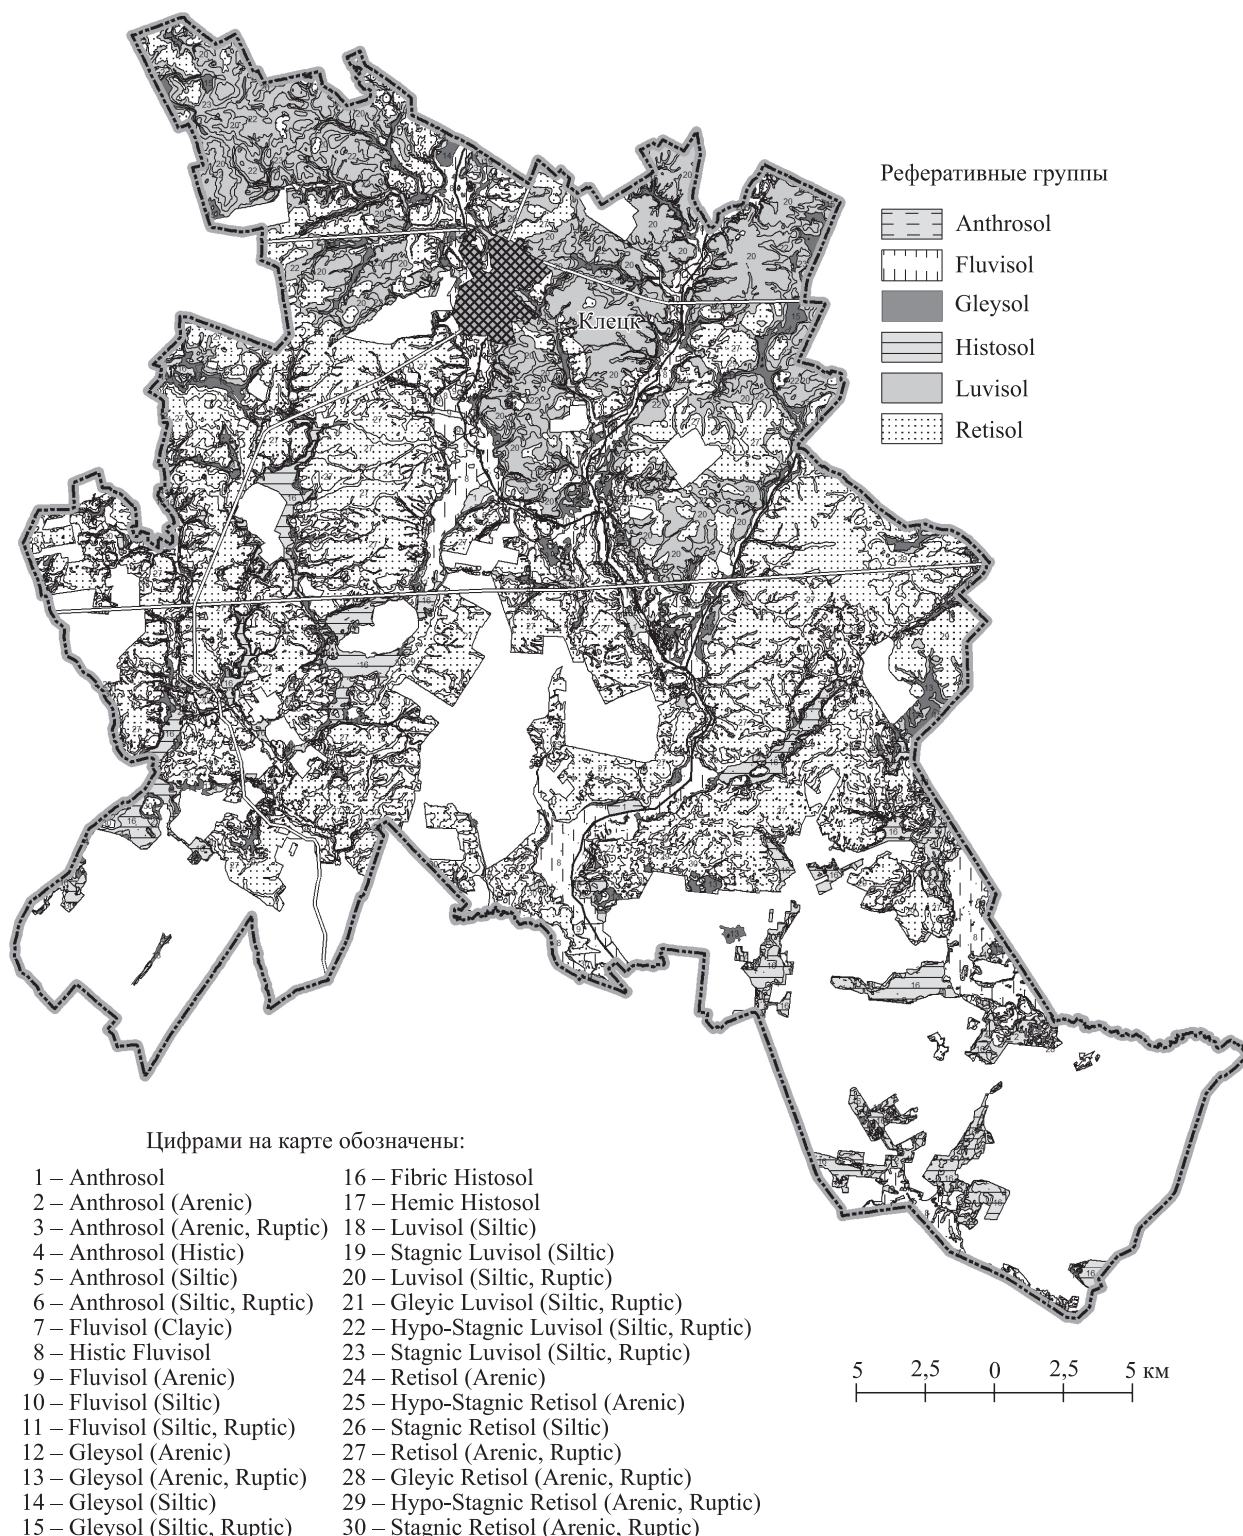 Реферативные группы
Anthrosol
Fluvisol
Gleysol
Histosol
Luvisol
Retisol
Клецк
Цифрами на карте обозначены:
1 – Anthrosol
2 – Anthrosol (Arenic)
3 – Anthrosol (Arenic, Ruptic)
4 – Anthrosol (Histic)
5 – Anthrosol (Siltic)
6 – Anthrosol (Siltic, Ruptic)
7 – Fluvisol (Clayic)
8 – Histic Fluvisol
9 – Fluvisol (Arenic)
10 – Fluvisol (Siltic)
11 – Fluvisol (Siltic, Ruptic)
12 – Gleysol (Arenic)
13 – Gleysol (Arenic, Ruptic)
14 – Gleysol (Siltic)
15 – Gleysol (Siltic, Ruptic)
16 – Fibric Histosol
17 – Hemic Histosol
18 – Luvisol (Siltic)
19 – Stagnic Luvisol (Siltic)
20 – Luvisol (Siltic, Ruptic)
21 – Gleyic Luvisol (Siltic, Ruptic)
22 – Hypo-Stagnic Luvisol (Siltic, Ruptic)
23 – Stagnic Luvisol (Siltic, Ruptic)
24 – Retisol (Arenic)
25 – Hypo-Stagnic Retisol (Arenic)
26 – Stagnic Retisol (Siltic)
27 – Retisol (Arenic, Ruptic)
28 – Gleyic Retisol (Arenic, Ruptic)
29 – Hypo-Stagnic Retisol (Arenic, Ruptic)
30 – Stagnic Retisol (Arenic, Ruptic)
5 2,5 0 2,5 5 км